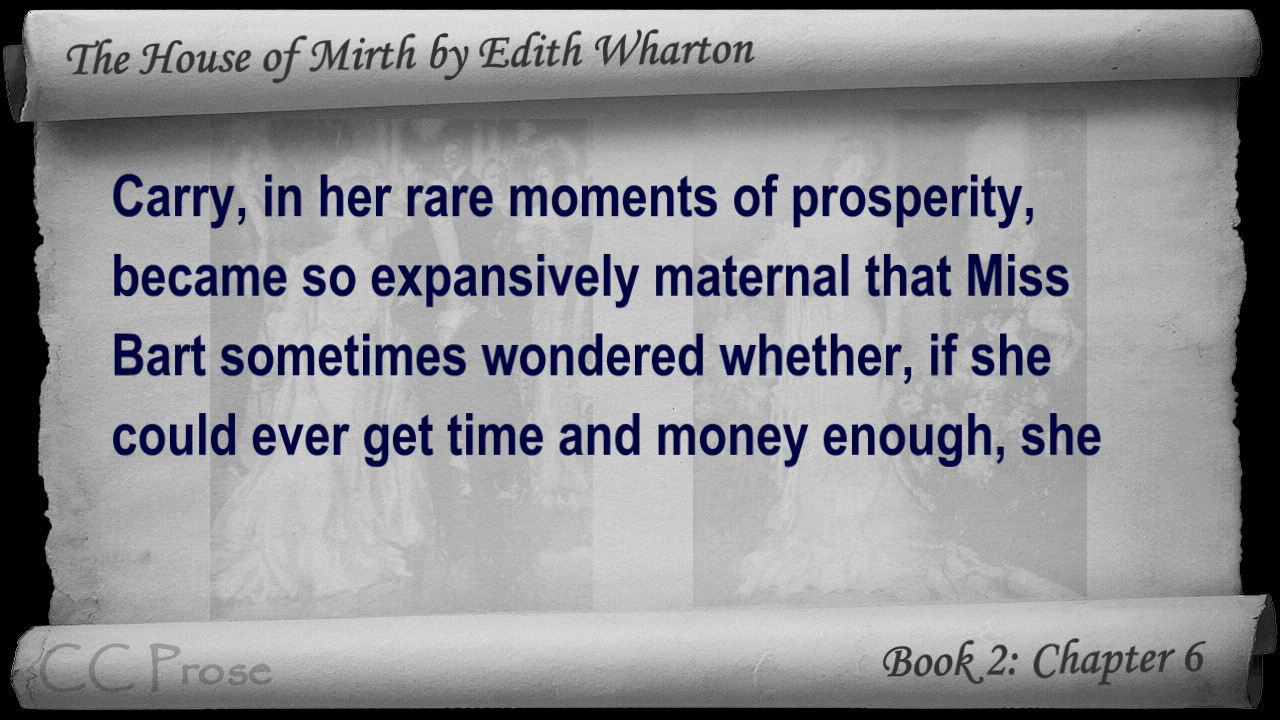 The House of Mirth by Edith Wharton
Carry, in her rare moments of prosperity,
became so expansively maternal that Miss
Bart sometimes wondered whether, if she
could ever get time and money enough, she
CC Prose
Book 2: Chapter 6